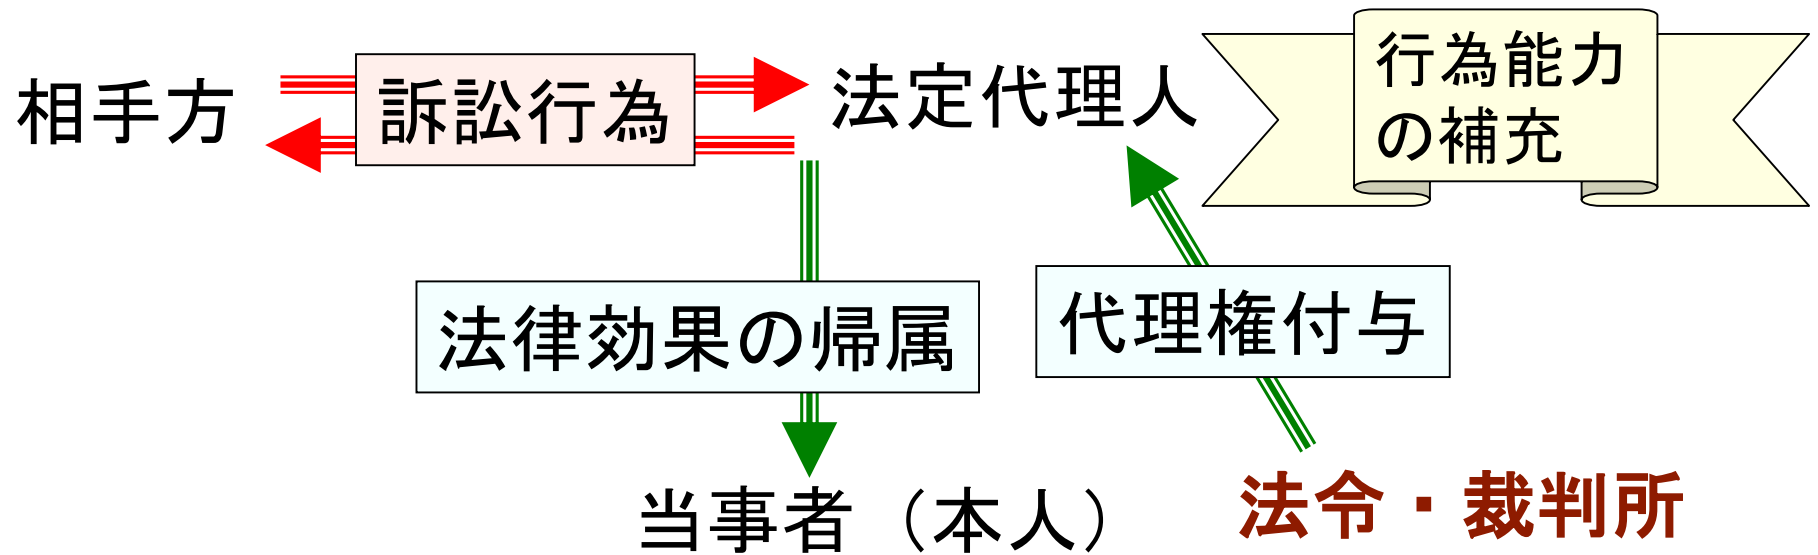 相手方
訴訟行為
法定代理人
行為能力
の補充
法律効果の帰属
代理権付与
当事者（本人）
法令・裁判所